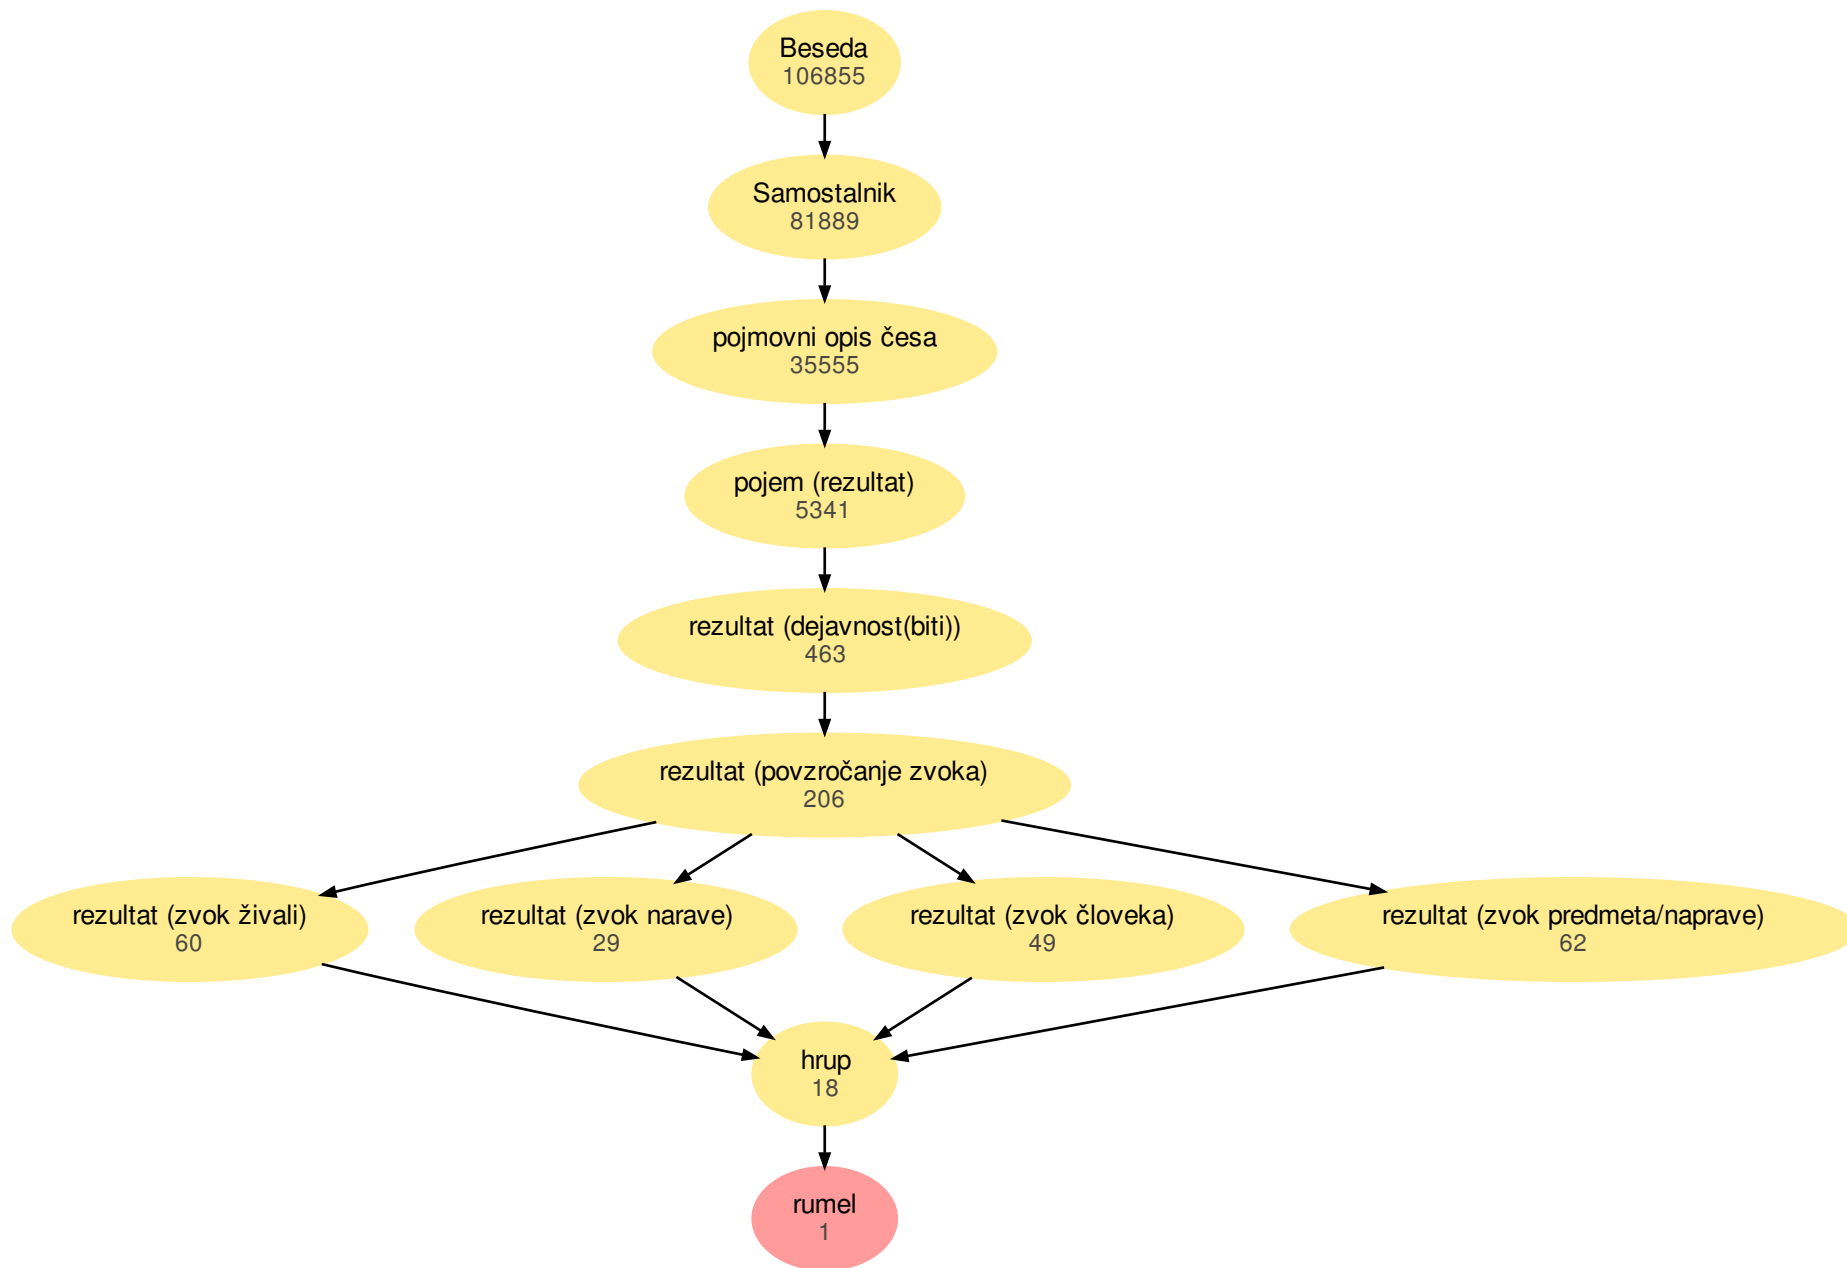 Beseda
106855
Samostalnik
81889
pojmovni opis česa
35555
pojem (rezultat)
5341
rezultat (dejavnost(biti))
463
rezultat (povzročanje zvoka)
206
rezultat (zvok živali)
60
rezultat (zvok narave)
29
rezultat (zvok človeka)
49
rezultat (zvok predmeta/naprave)
62
hrup
18
rumel
1